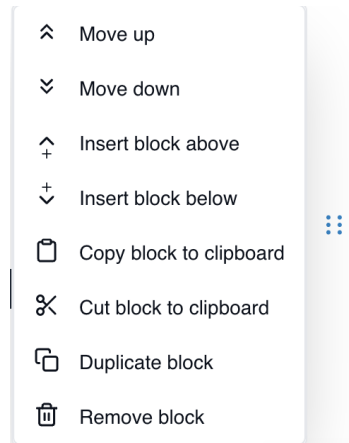 Move up
Move down
Insert block above
Insert block below
Copy block to clipboard
Cut block to clipboard
Duplicate block
Remove block